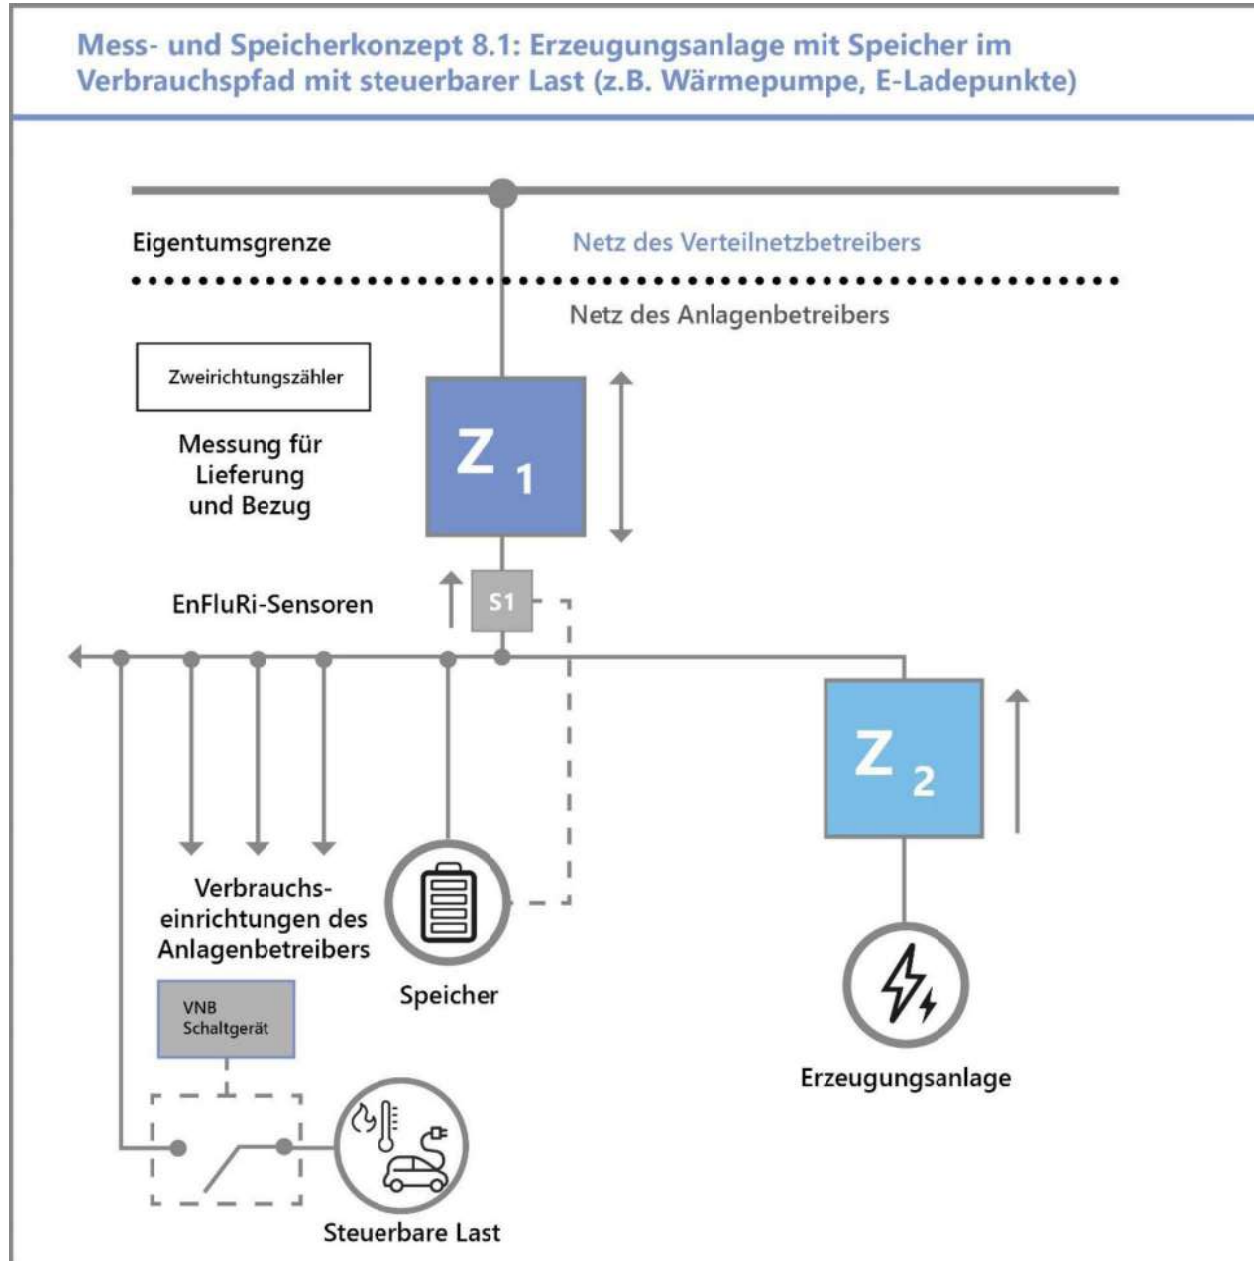 Mess- und Speicherkonzept 8.1: Erzeugungsanlage mit Speicher im
Verbrauchspfad mit steuerbarer Last (z.B. Wärmepumpe, E-Ladepunkte)
Eigentumsgrenze
Netz des Verteilnetzbetreibers
Netz des Anlagenbetreibers
Zweirichtungszähler
Messung für
Lieferung
und Bezug
Z 1
EnFluRi-Sensoren
S1
Z 2
Verbrauchs-
einrichtungen des
Anlagenbetreibers
Speicher
VNB
Schaltgerät
Erzeugungsanlage
Steuerbare Last